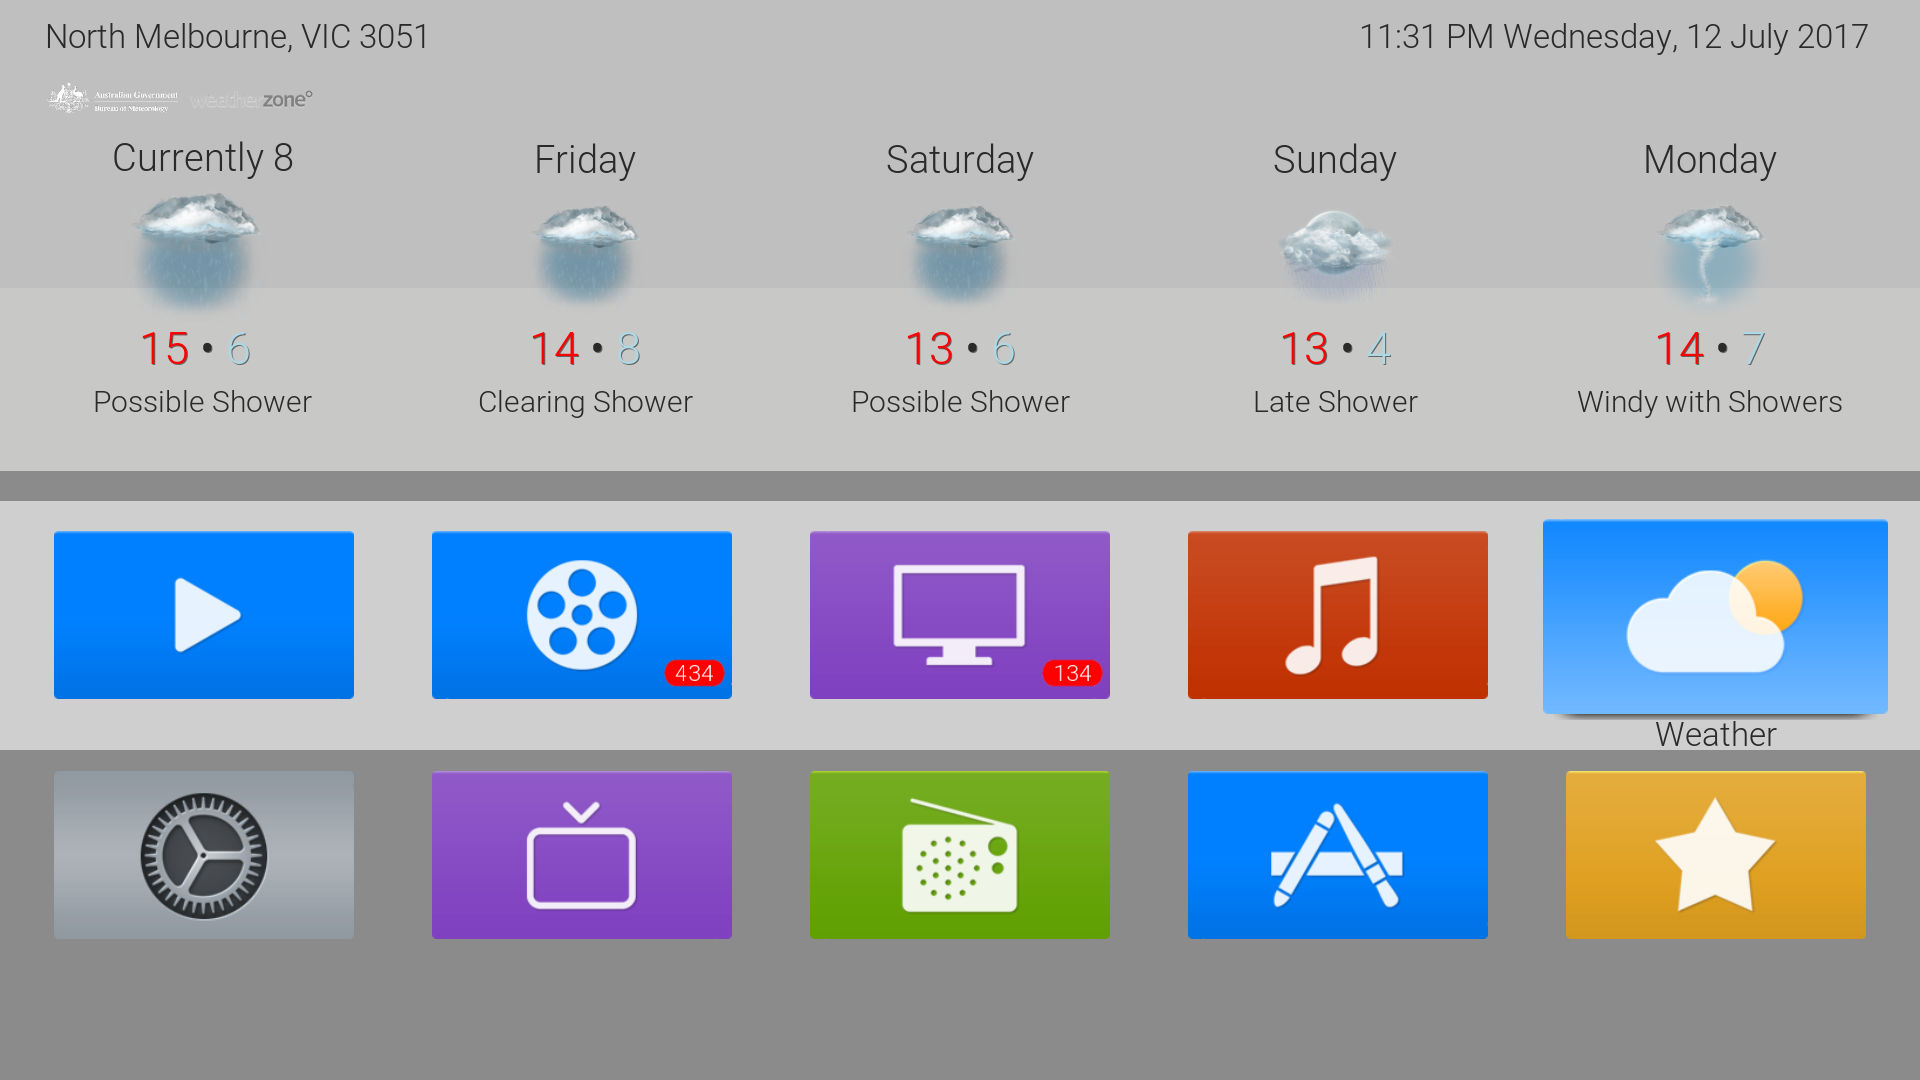 North Melbourne, VIC 3051
11:31 PM Wednesday, 12 July 2017
Australian Government
Bureau of Meteorology
weatherzone°
Currently 8
Friday
Saturday
Sunday
Monday
15 • 6
14 • 8
13 • 6
13 • 4
14 • 7
Possible Shower
Clearing Shower
Possible Shower
Late Shower
Windy with Showers
434
134
Weather